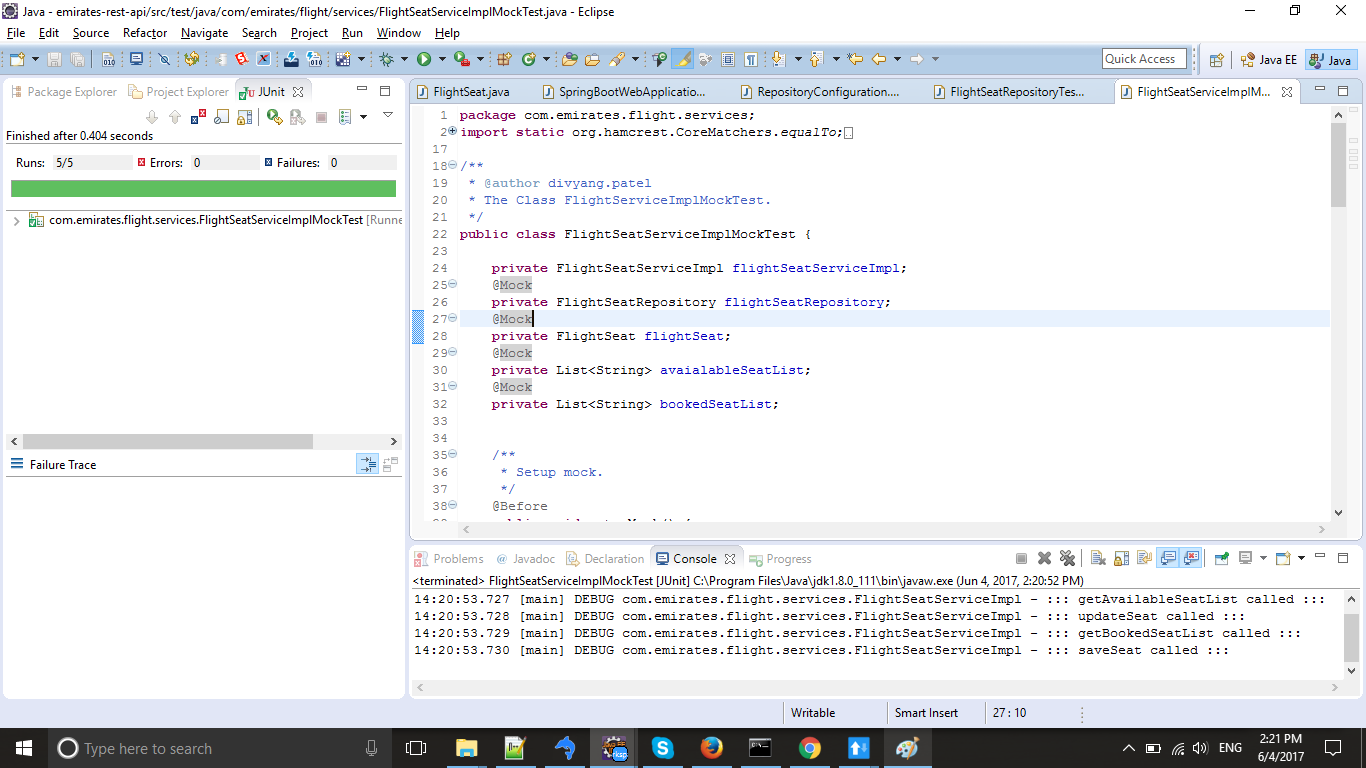 Java - emirates-rest-api/src/test/java/com/emirates/flight/services/FlightSeatServiceImplMockTest.java - Eclipse
File Edit Source Refactor Navigate Search Project Run Window Help
Quick Access Java EE Java
Package Explorer Project Explorer JUnit
Finished after 0.404 seconds
Runs: 5/5 Errors: 0 Failures: 0
com.emirates.flight.services.FlightSeatServiceImplMockTest [Runne
Failure Trace
FlightSeat.java SpringBootWebApplicatio... RepositoryConfiguration.... FlightSeatRepositoryTes... FlightSeatServiceImplM...
1 package com.emirates.flight.services;
2 import static org.hamcrest.CoreMatchers.equalTo;
17
18 /**
19 * @author divyang.patel
20 * The Class FlightServiceImplMockTest.
21 */
22 public class FlightSeatServiceImplMockTest {
23
24 private FlightSeatServiceImpl flightSeatServiceImpl;
25 @Mock
26 private FlightSeatRepository flightSeatRepository;
27 @Mock
28 private FlightSeat flightSeat;
29 @Mock
30 private List<String> avaialableSeatList;
31 @Mock
32 private List<String> bookedSeatList;
33
34
35 /**
36 * Setup mock.
37 */
38 @Before
Problems Javadoc Declaration Console Progress
<terminated> FlightSeatServiceImplMockTest [JUnit] C:\Program Files\Java\jdk1.8.0_111\bin\javaw.exe (Jun 4, 2017, 2:20:52 PM)
14:20:53.727 [main] DEBUG com.emirates.flight.services.FlightSeatServiceImpl - ::: getAvailableSeatList called :::
14:20:53.728 [main] DEBUG com.emirates.flight.services.FlightSeatServiceImpl - ::: updateSeat called :::
14:20:53.729 [main] DEBUG com.emirates.flight.services.FlightSeatServiceImpl - ::: getBookedSeatList called :::
14:20:53.730 [main] DEBUG com.emirates.flight.services.FlightSeatServiceImpl - ::: saveSeat called :::
Writable Smart Insert 27 : 10
Type here to search
ENG
2:21 PM
6/4/2017